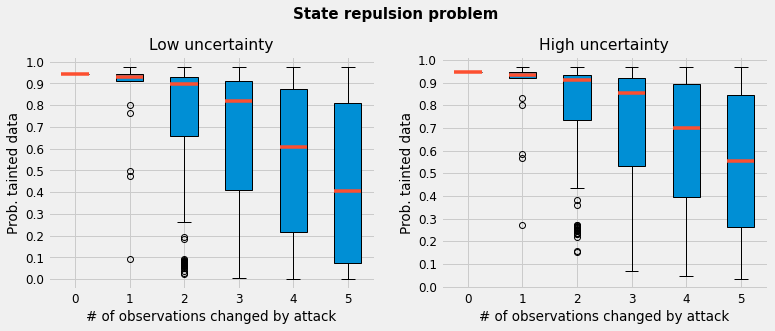 State repulsion problem
Low uncertainty
1.0
0.9
0.8
0.7
0.6
0.5
0.4
0.3
0.2
0.1
0.0
Prob. tainted data
0 1 2 3 4 5
# of observations changed by attack
High uncertainty
1.0
0.9
0.8
0.7
0.6
0.5
0.4
0.3
0.2
0.1
0.0
Prob. tainted data
0 1 2 3 4 5
# of observations changed by attack